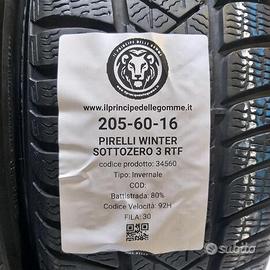 IL PRINCIPE DELLE GOMME
www.ilprincipedellegomme.it
205-60-16
PIRELLI WINTER
SOTTOZERO 3 RTF
codice prodotto: 34560
Tipo: Invernale
COD:
Battistrada: 80%
Codice Velocità: 92H
FILA: 30
subito